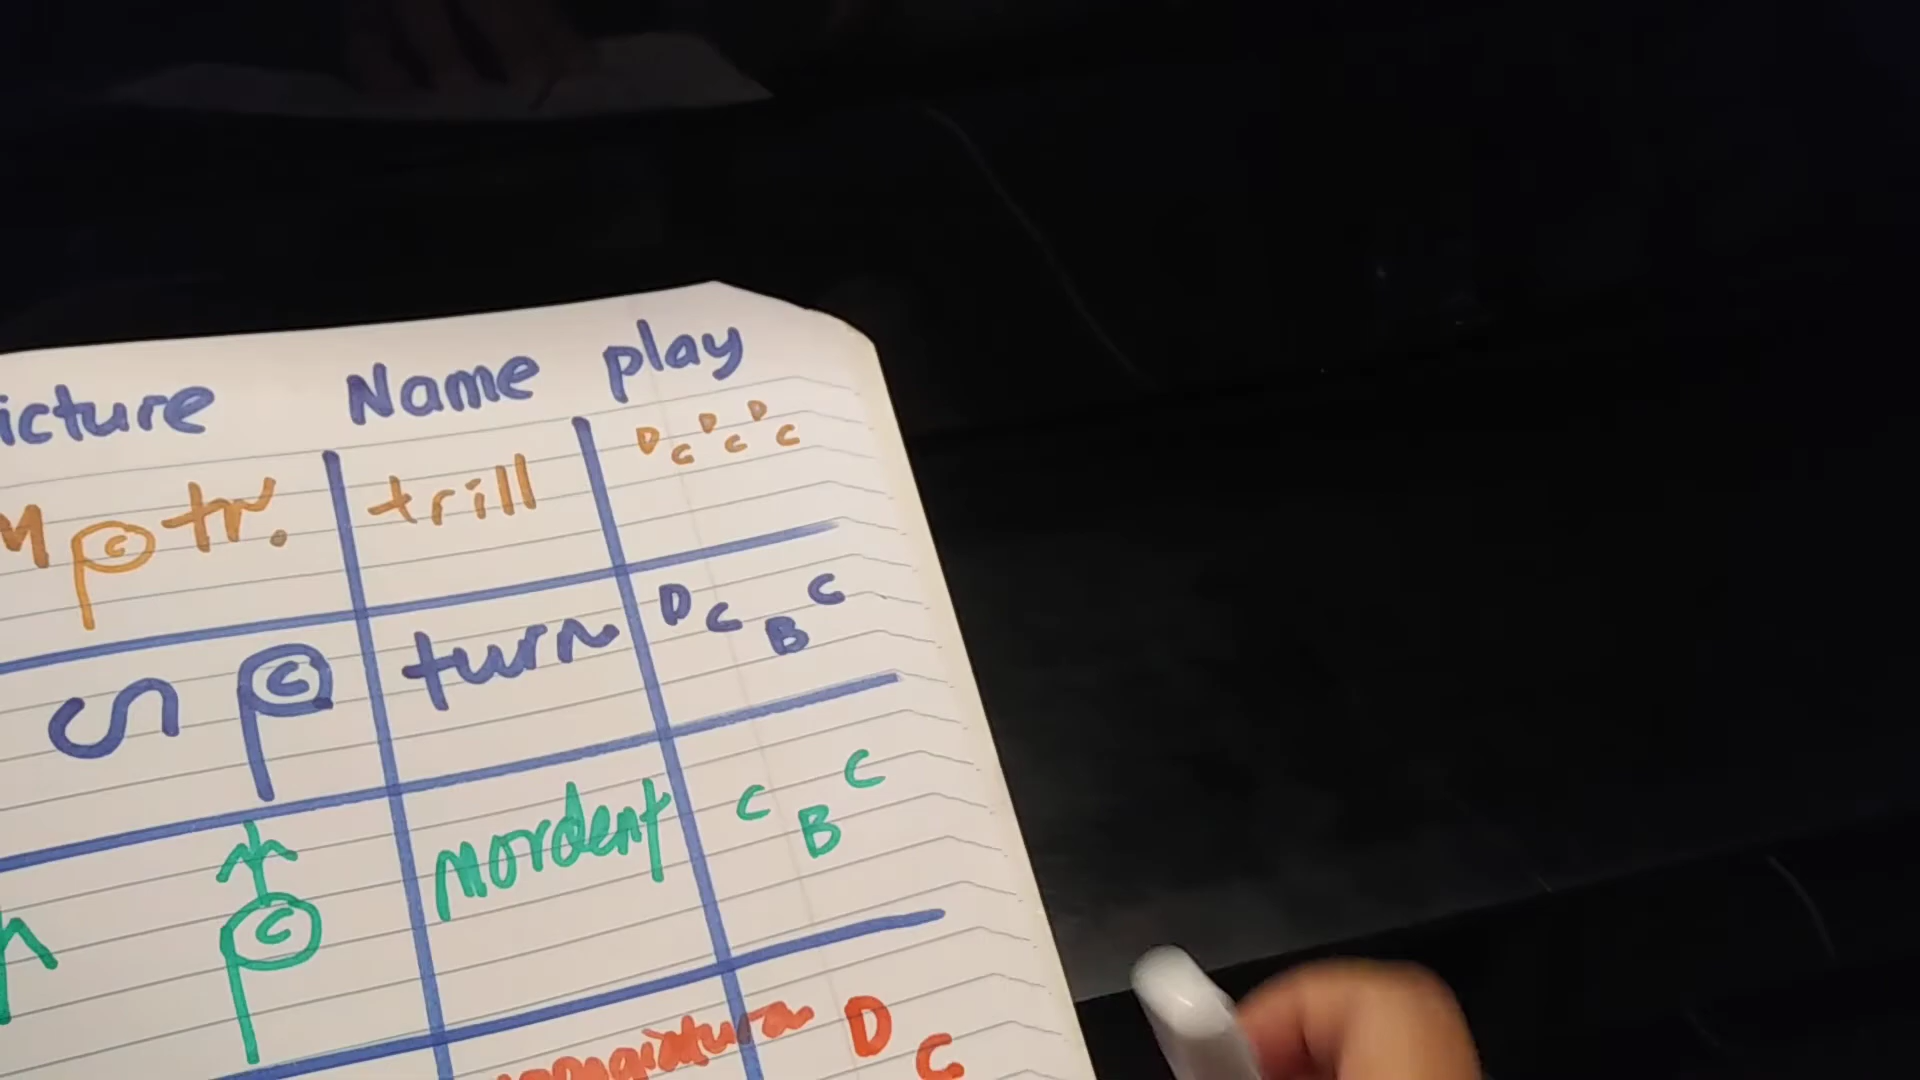 icture Name play
M C tr. trill D C D C D C
C turn D C B C
C mordent C B C
D C